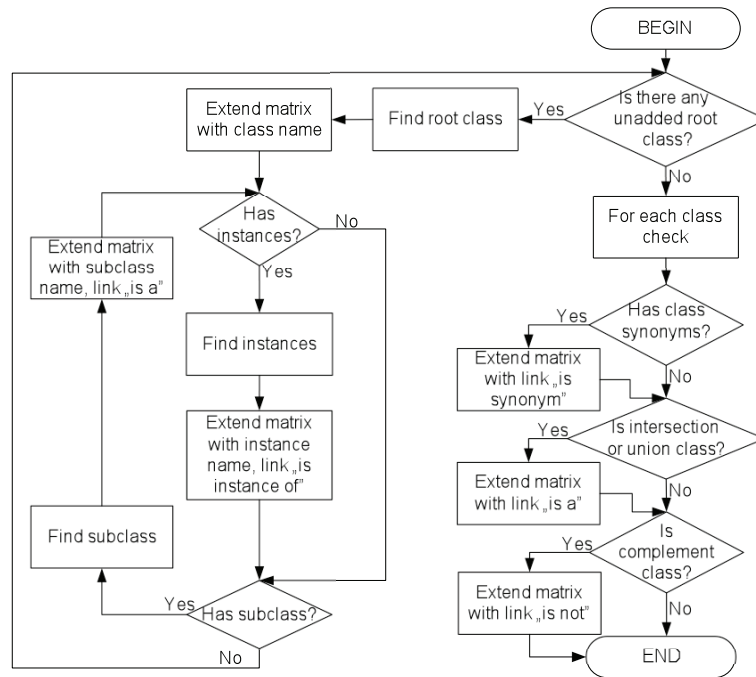 BEGIN
Is there any
unadded root
class?
Yes
No
Find root class
Extend matrix
with class name
Has
instances?
No
Yes
Find instances
Extend matrix
with instance
name, link „is
instance of”
Has subclass?
Yes
No
Find subclass
Extend matrix
with subclass
name, link „is a”
For each class
check
Has class
synonyms?
Yes
No
Extend matrix
with link „is
synonym”
Is intersection
or union class?
Yes
No
Extend matrix
with link „is a”
Is
complement
class?
Yes
No
Extend matrix
with link „is not”
END